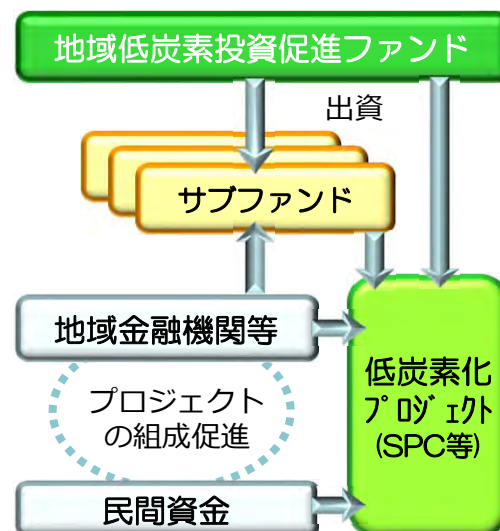 地域低炭素投資促進ファンド
出資
サブファンド
地域金融機関等
低炭素化
プロジェクト
(SPC等)
プロジェクト
の組成促進
民間資金